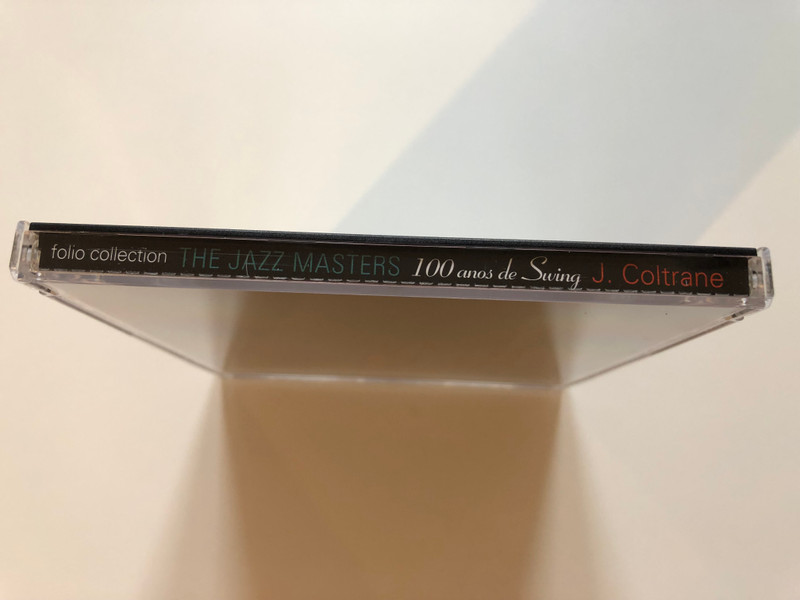 folio collection THE JAZZ MASTERS 100 anos de Swing J. Coltrane